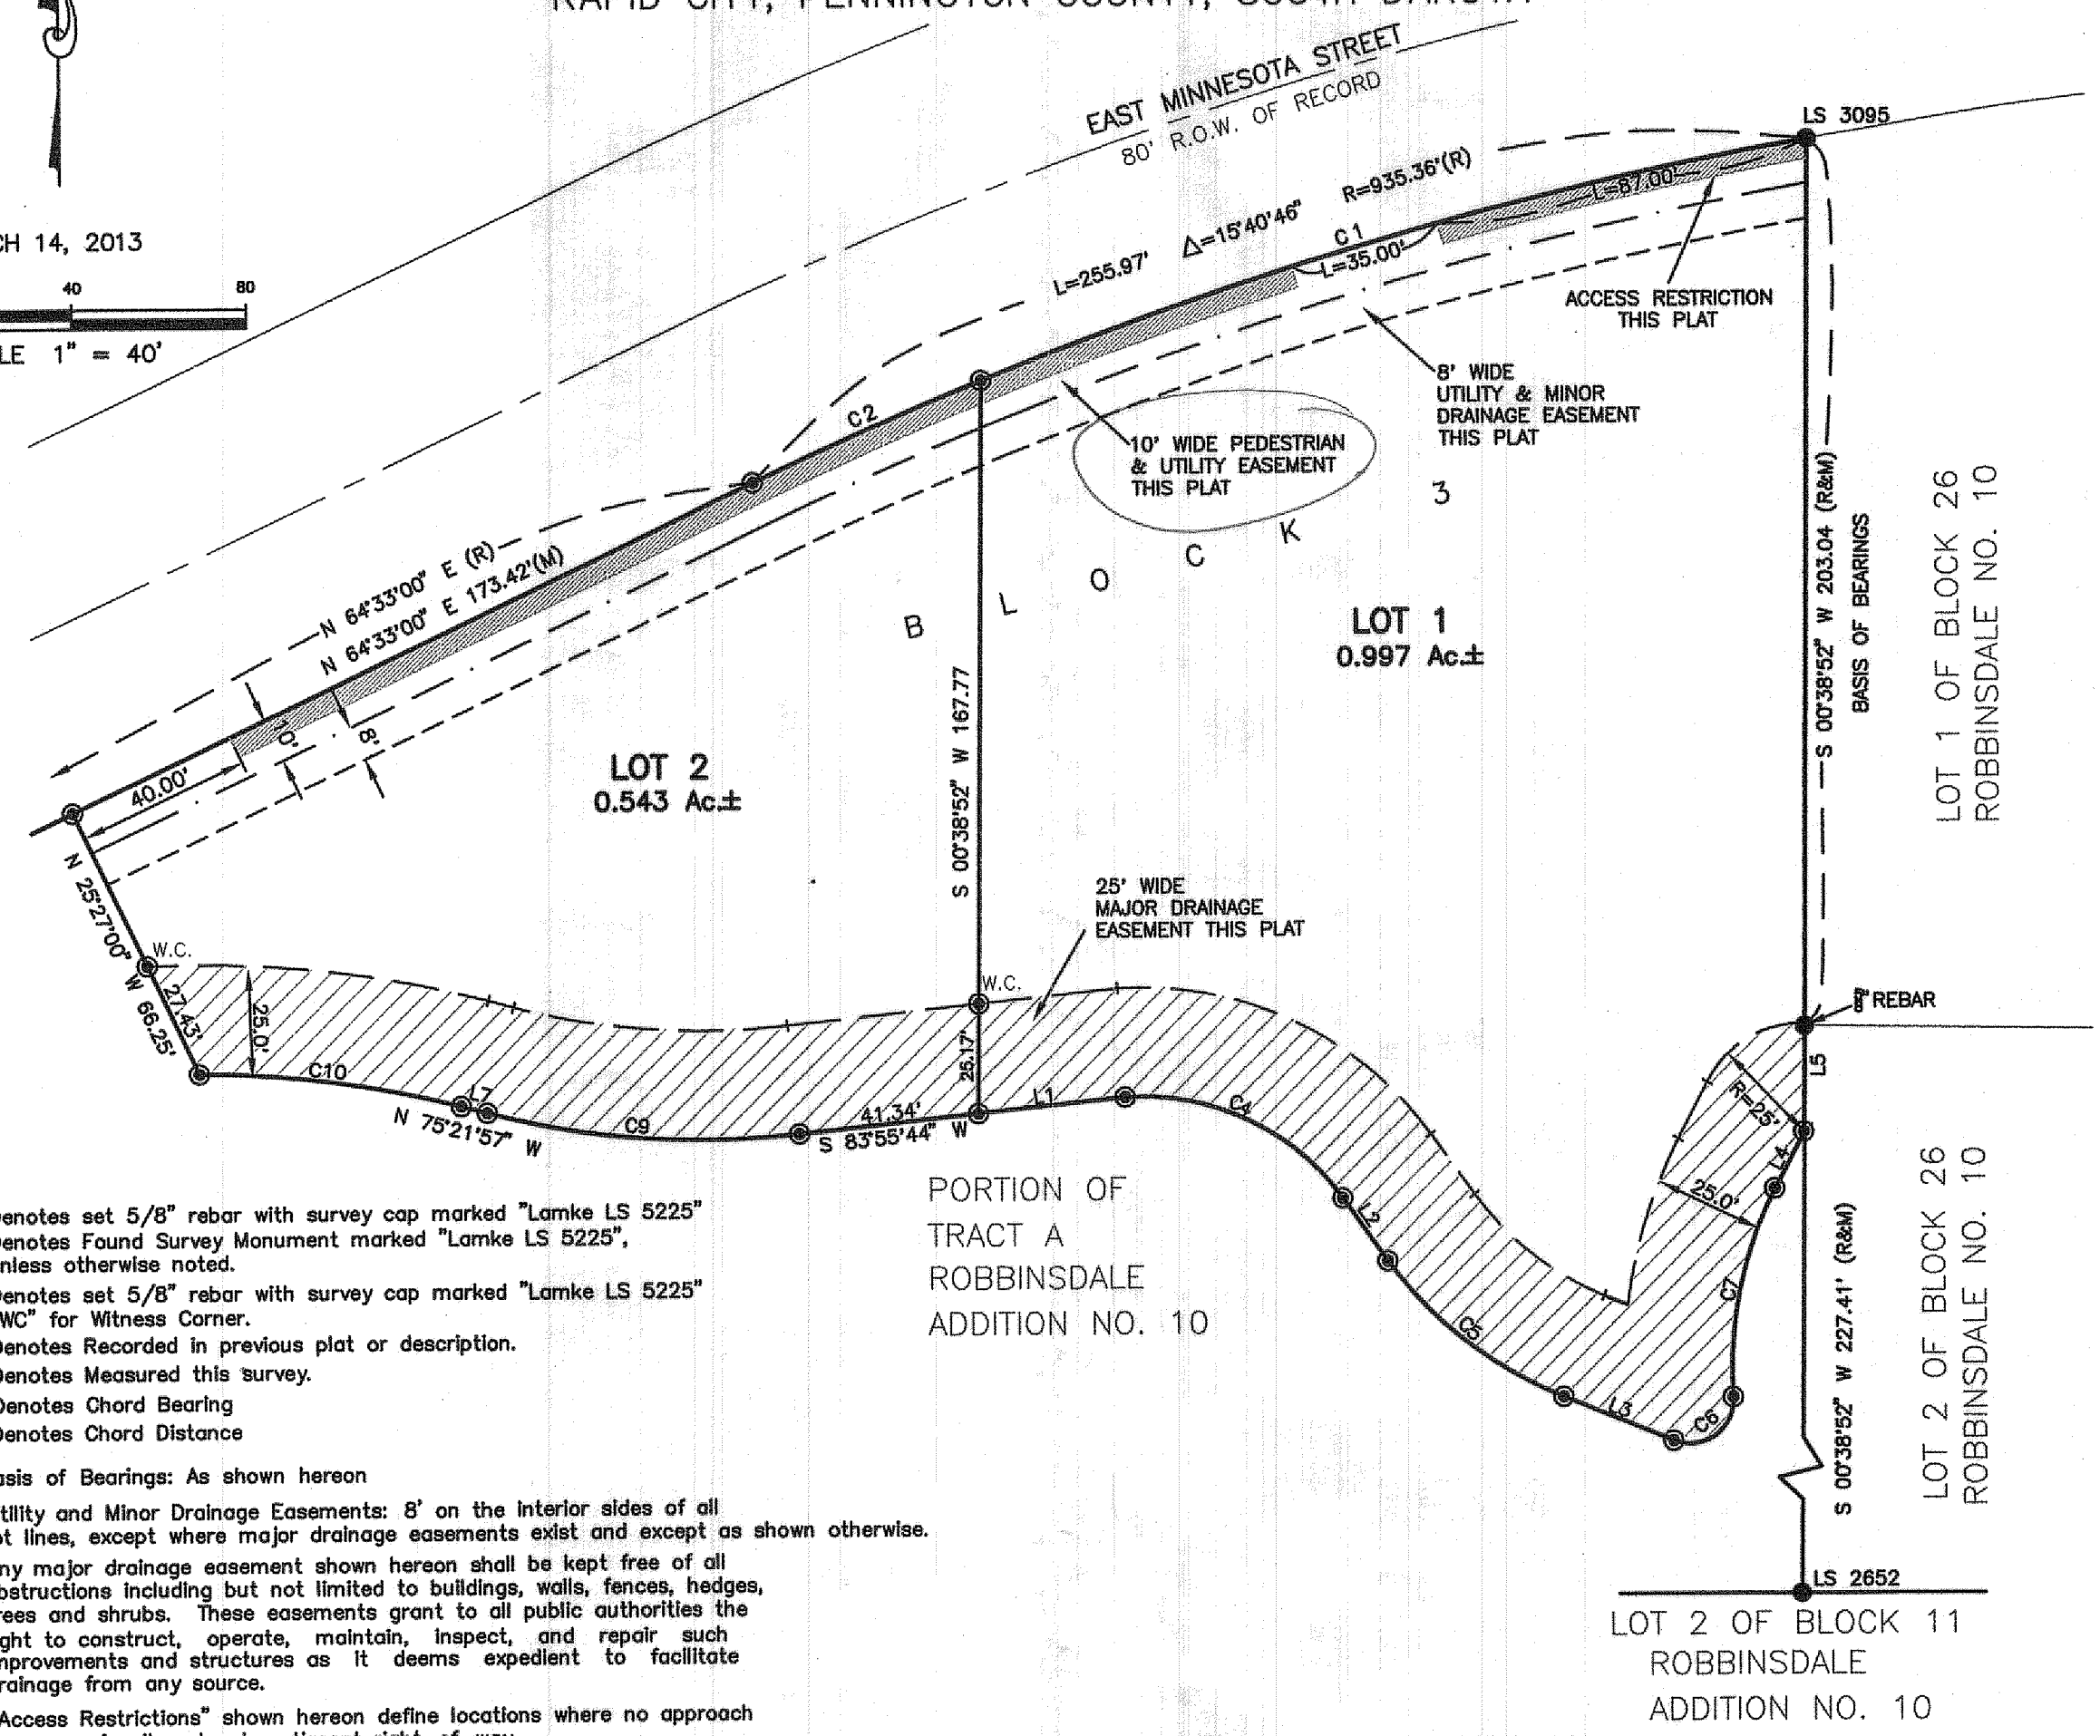 EAST MINNESOTA STREET
80' R.O.W. OF RECORD
LS 3095
R=935.36'(R)
Δ=15°40'46"
L=255.97'
C1
L=87.00'
L=35.00'
14, 2013
40
80
1" = 40'
ACCESS RESTRICTION
THIS PLAT
8' WIDE
UTILITY & MINOR
DRAINAGE EASEMENT
THIS PLAT
C2
10' WIDE PEDESTRIAN
& UTILITY EASEMENT
THIS PLAT
BLOCK 3
N 64°33'00" E (R)
N 64°33'00" E 173.42'(M)
LOT 1
0.997 Ac.±
S 00°38'52" W 203.04 (R&M)
BASIS OF BEARINGS
LOT 1 OF BLOCK 26
ROBBINSDALE NO. 10
10'
8'
40.00'
LOT 2
0.543 Ac.±
S 00°38'52" W 167.77
N 25°27'00" W 66.25'
W.C.
27.43'
25.0'
25' WIDE
MAJOR DRAINAGE
EASEMENT THIS PLAT
W.C.
25.17'
REBAR
L5
R=25'
L4
25.0'
C10
L7
N 75°21'57" W
C9
41.34'
S 83°55'44" W
L1
C4
L2
C5
L3
C6
C7
PORTION OF
TRACT A
ROBBINSDALE
ADDITION NO. 10
S 00°38'52" W 227.41' (R&M)
LOT 2 OF BLOCK 26
ROBBINSDALE NO. 10
LS 2652
LOT 2 OF BLOCK 11
ROBBINSDALE
ADDITION NO. 10
enotes set 5/8" rebar with survey cap marked "Lamke LS 5225"
enotes Found Survey Monument marked "Lamke LS 5225",
nless otherwise noted.
enotes set 5/8" rebar with survey cap marked "Lamke LS 5225"
WC" for Witness Corner.
enotes Recorded in previous plat or description.
enotes Measured this survey.
Denotes Chord Bearing
Denotes Chord Distance
asis of Bearings: As shown hereon
tility and Minor Drainage Easements: 8' on the interior sides of all
ot lines, except where major drainage easements exist and except as shown otherwise.
ny major drainage easement shown hereon shall be kept free of all
bstructions including but not limited to buildings, walls, fences, hedges,
rees and shrubs. These easements grant to all public authorities the
ght to construct, operate, maintain, inspect, and repair such
mprovements and structures as it deems expedient to facilitate
rainage from any source.
Access Restrictions" shown hereon define locations where no approach